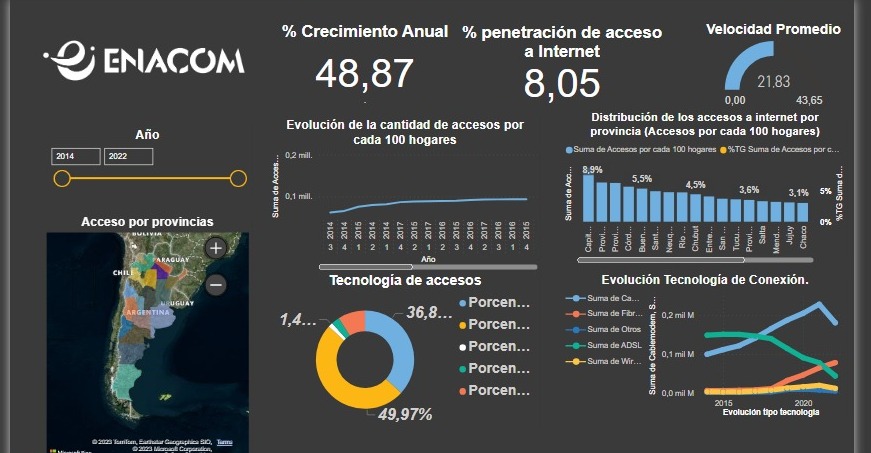 ENACOM
% Crecimiento Anual
48,87
% penetración de acceso
a Internet
8,05
Velocidad Promedio
21,83
0,00
43,65
Año
2014
2022
Evolución de la cantidad de accesos por
cada 100 hogares
Suma de Acces...
0,2 mill.
0,1 mill.
2014 2014 2015 2015 2015 2015 2016 2017 2016 2017 2016 2017 2016 2015
3 4 1 2 3 4 1 1 2 2 3 3 4 4
Año
Distribución de los accesos a internet por
provincia (Accesos por cada 100 hogares)
Suma de Accesos por cada 100 hogares
%TG Suma de Accesos por c...
Suma de Acc...
8,9%
5,5%
4,5%
3,6%
3,1%
5%
0%
%TG Suma d...
Capit...
Provi...
Provi...
Córd...
Buen...
Sant...
Neuq...
Río ...
Chubut
Entre...
San ...
Tucu...
Provi...
Salta
Mend...
Jujuy
Chaco
Acceso por provincias
BOLIVIA
PARAGUAY
CHILE
URUGUAY
ARGENTINA
© 2023 TomTom, Earthstar Geographics SIO,
Terms
© 2023 Microsoft Corporation,
Tecnología de accesos
1,4...
36,8...
49,97%
Porcen...
Porcen...
Porcen...
Porcen...
Porcen...
Evolución Tecnología de Conexión.
Suma de Ca...
Suma de Fibr...
Suma de Otros
Suma de ADSL
Suma de Wir...
Suma de Cablemodem, S...
0,2 mil M
0,1 mil M
0,0 mil M
2015
2020
Evolución tipo tecnología